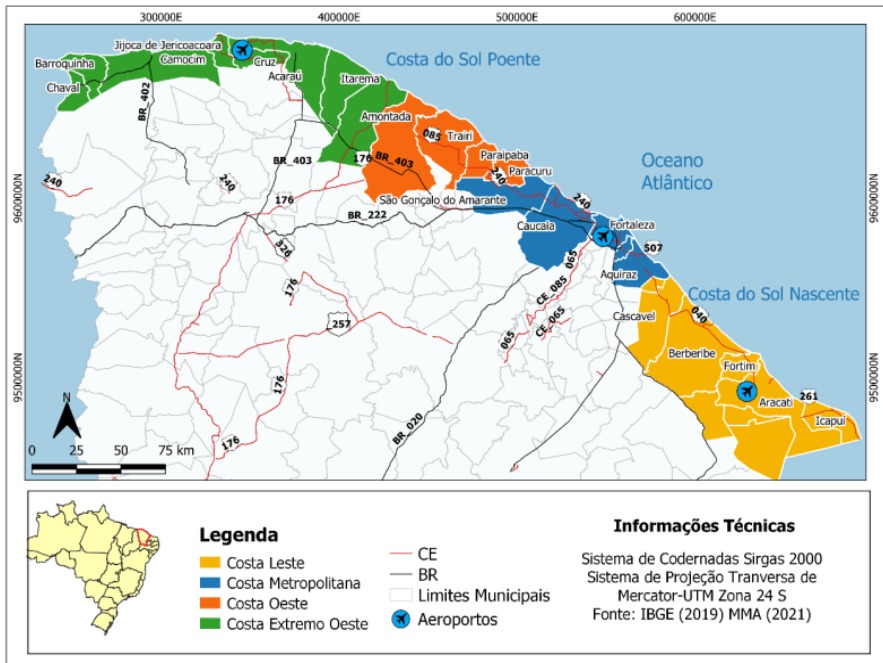 300000E
400000E
500000E
600000E
9600000N
9500000N
9600000N
9500000N
Jijoca de Jericoacoara
Barroquinha
Camocim
Cruz
Chaval
Acaraú
Itarema
Costa do Sol Poente
BR_402
Amontada
085
Trairi
BR_403
176
BR_403
Paraipaba
240
Paracuru
Oceano
Atlântico
240
240
176
São Gonçalo do Amarante
240
BR_222
Caucaia
Fortaleza
326
065
507
Aquiraz
176
CE_085
Costa do Sol Nascente
_257
065
CE_065
Cascavel
040
Berberibe
Fortim
176
Aracati
261
Icapuí
BR_020
176
N
0 25 50 75 km
Legenda
Costa Leste
Costa Metropolitana
Costa Oeste
Costa Extremo Oeste
CE
BR
Limites Municipais
Aeroportos
Informações Técnicas
Sistema de Codernadas Sirgas 2000
Sistema de Projeção Tranversa de
Mercator-UTM Zona 24 S
Fonte: IBGE (2019) MMA (2021)